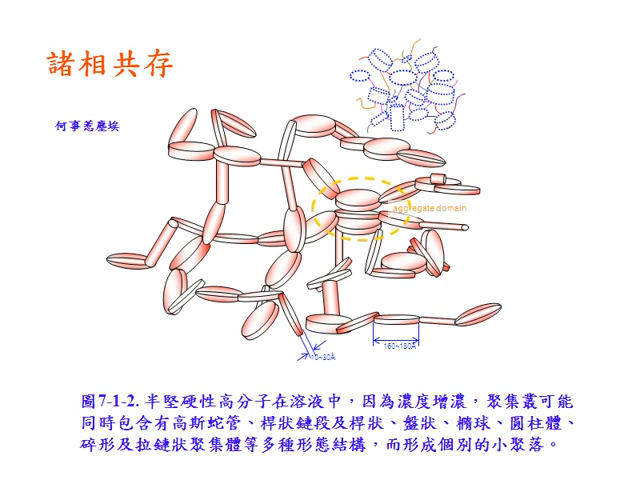 諸相共存
何事惹塵埃
aggregate domain
160~180Å
10~30Å
圖7-1-2. 半堅硬性高分子在溶液中，因為濃度增濃，聚集叢可能
同時包含有高斯蛇管、桿狀鏈段及桿狀、盤狀、橢球、圓柱體、
碎形及拉鏈狀聚集體等多種形態結構，而形成個別的小聚落。